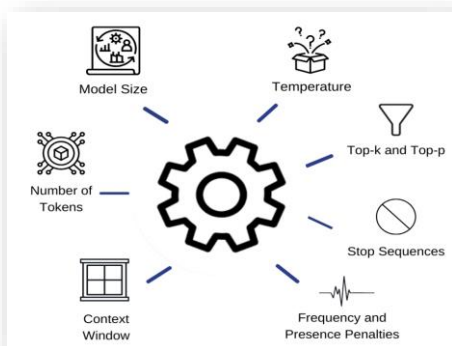 Model Size
Temperature
Top-k and Top-p
Number of
Tokens
Stop Sequences
Context
Window
Frequency and
Presence Penalties